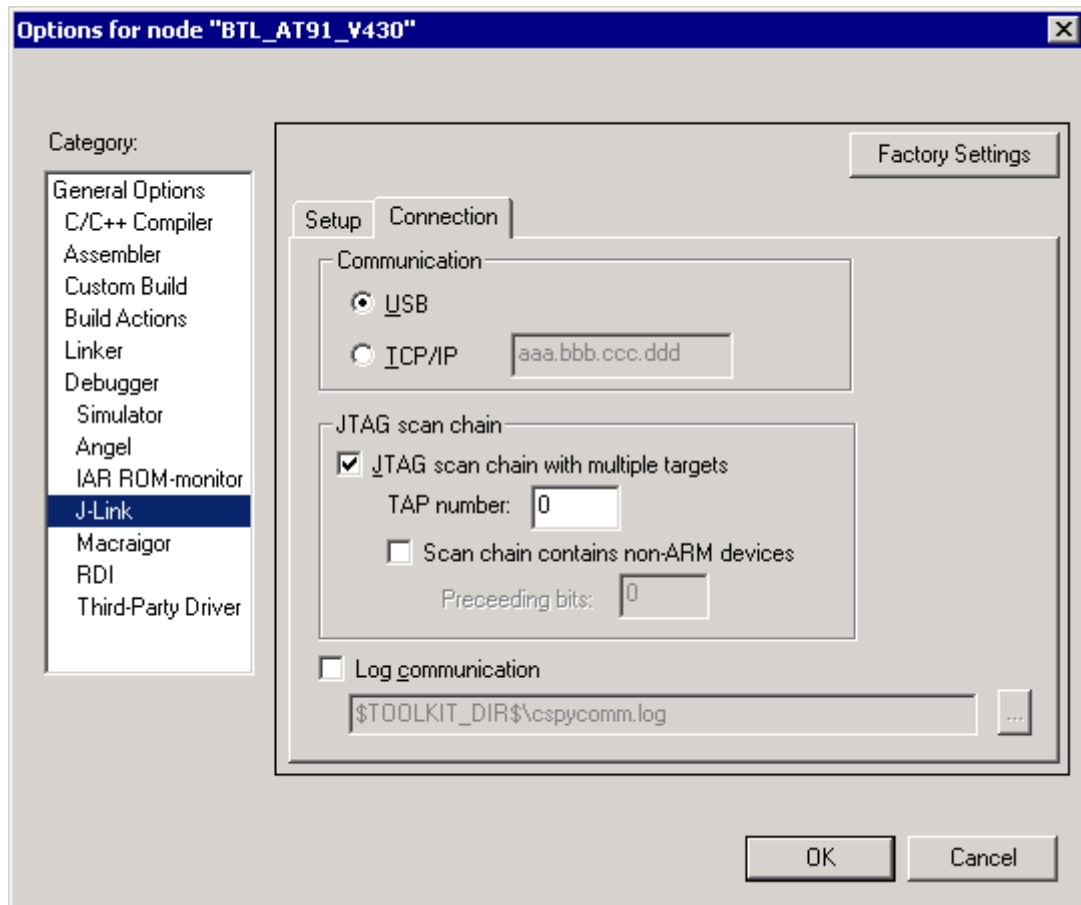 Options for node "BTL_AT91_V430"
Category:
General Options
C/C++ Compiler
Assembler
Custom Build
Build Actions
Linker
Debugger
Simulator
Angel
IAR ROM-monitor
J-Link
Macraigor
RDI
Third-Party Driver
Factory Settings
Setup Connection
Communication
USB
TCP/IP aaa.bbb.ccc.ddd
JTAG scan chain
JTAG scan chain with multiple targets
TAP number: 0
Scan chain contains non-ARM devices
Preceeding bits: 0
Log communication
$TOOLKIT_DIR$\cspycomm.log ...
OK Cancel